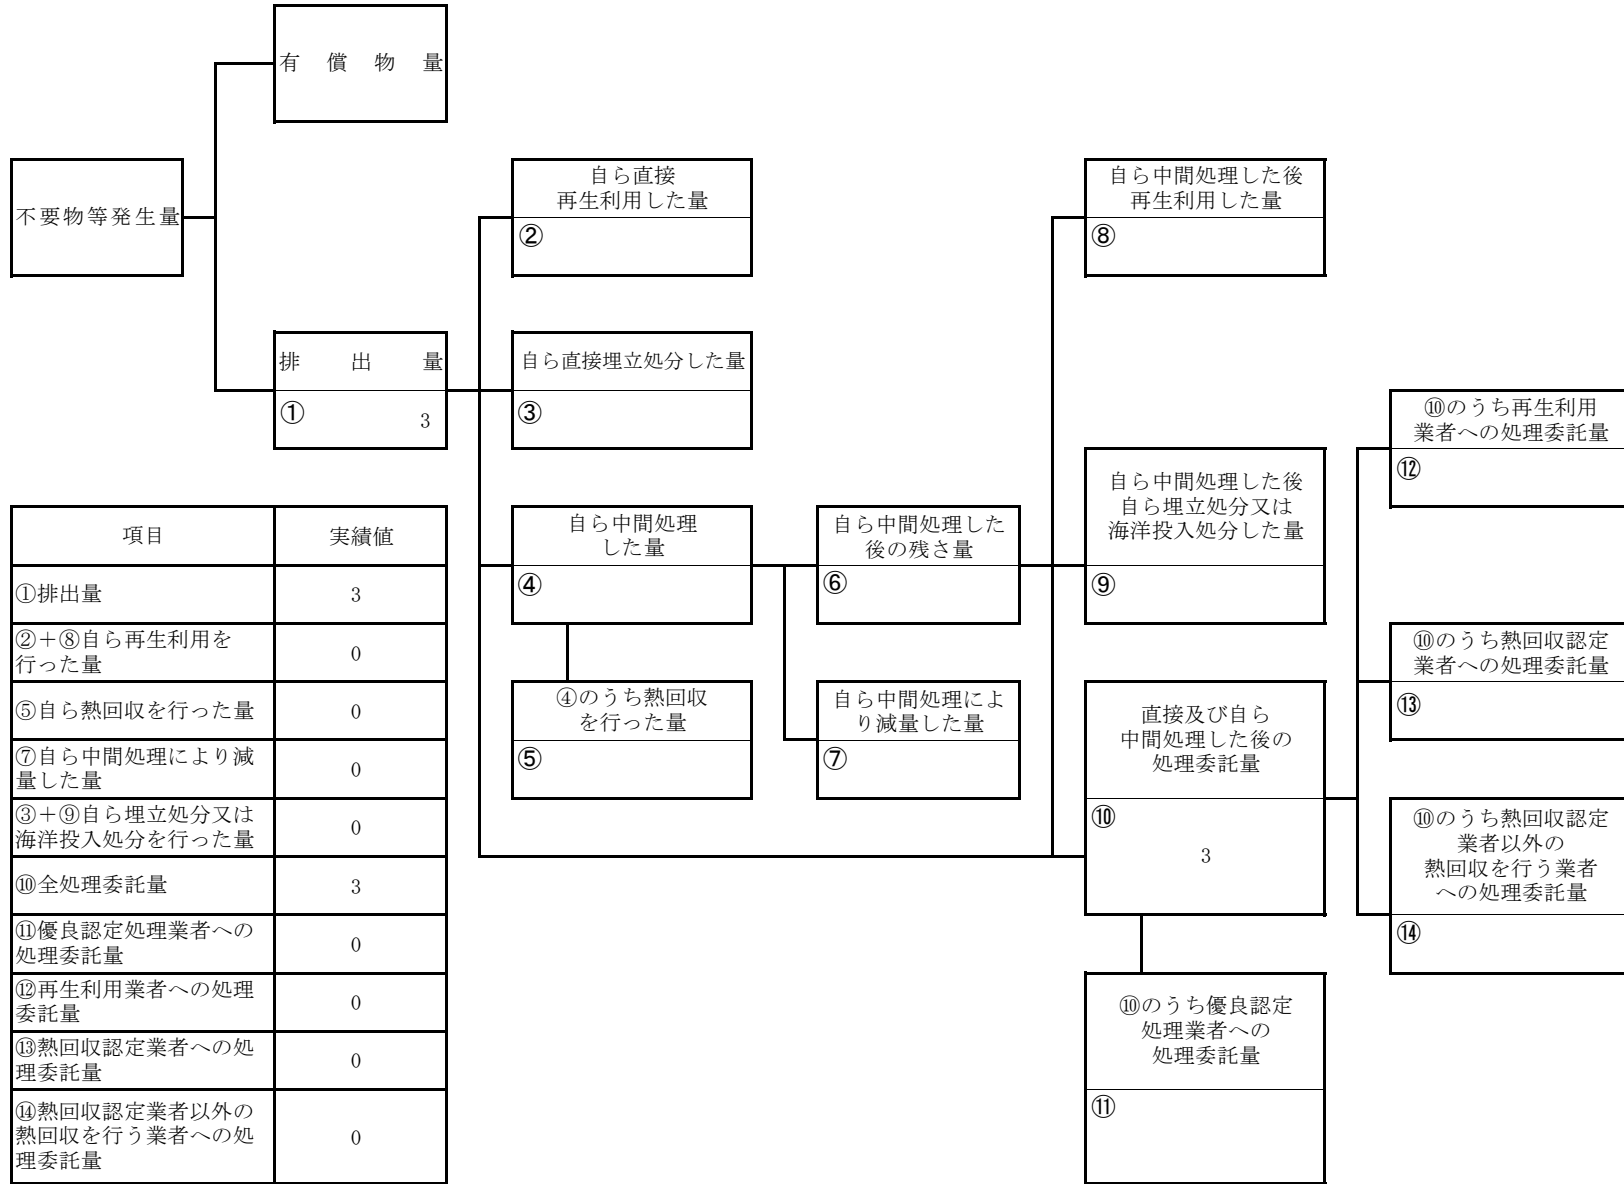 有償物量
不要物等発生量
自ら直接
再生利用した量
②
自ら中間処理した後
再生利用した量
⑧
排出量
① 3
自ら直接埋立処分した量
③
⑩のうち再生利用
業者への処理委託量
⑫
自ら中間処理
した量
④
自ら中間処理した
後の残さ量
⑥
自ら中間処理した後
自ら埋立処分又は
海洋投入処分した量
⑨
⑩のうち熱回収認定
業者への処理委託量
⑬
④のうち熱回収
を行った量
⑤
自ら中間処理によ
り減量した量
⑦
直接及び自ら
中間処理した後の
処理委託量
⑩
3
⑩のうち熱回収認定
業者以外の
熱回収を行う業者
への処理委託量
⑭
⑩のうち優良認定
処理業者への
処理委託量
⑪
項目 実績値
①排出量 3
②+⑧自ら再生利用を
行った量 0
⑤自ら熱回収を行った量 0
⑦自ら中間処理により減
量した量 0
③+⑨自ら埋立処分又は
海洋投入処分を行った量 0
⑩全処理委託量 3
⑪優良認定処理業者への
処理委託量 0
⑫再生利用業者への処理
委託量 0
⑬熱回収認定業者への処
理委託量 0
⑭熱回収認定業者以外の
熱回収を行う業者への処
理委託量 0